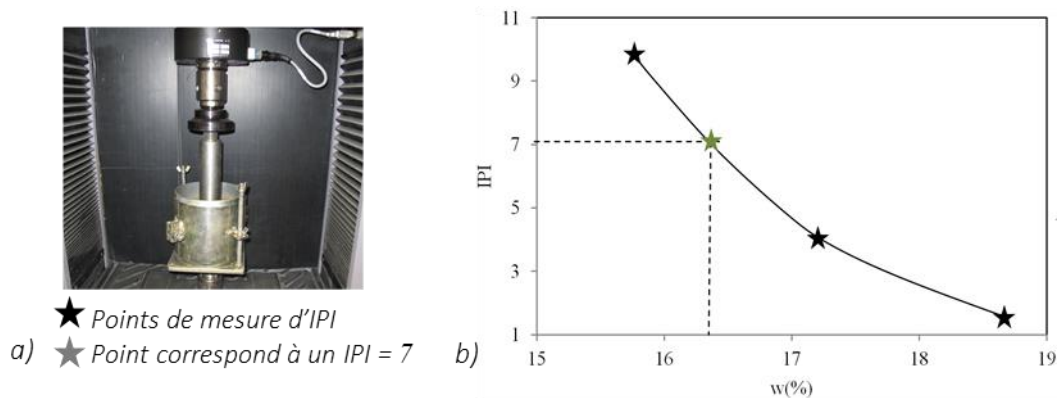 ★ Points de mesure d'IPI
a) ★ Point correspond à un IPI = 7
b)
11
9
7
5
3
1
IPI
15 16 17 18 19
w(%)